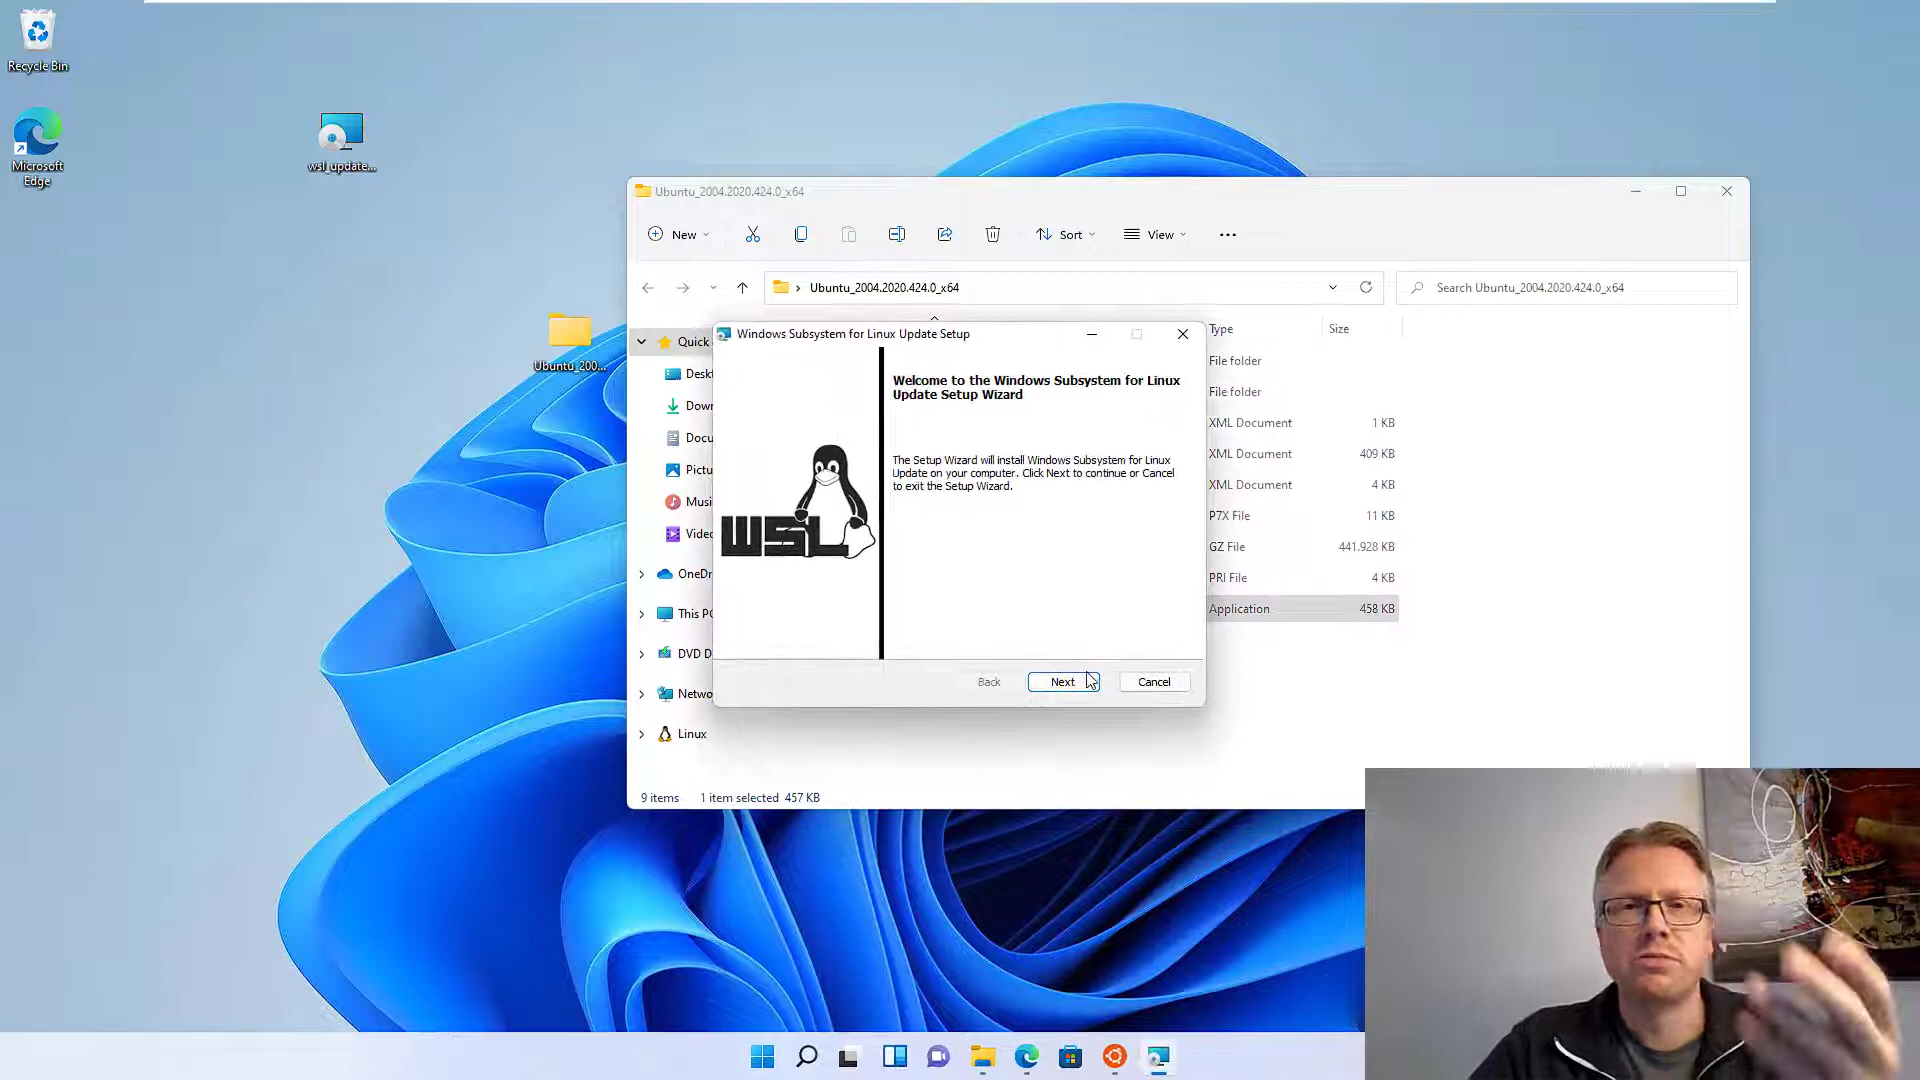 Recycle Bin
Microsoft
Edge
wsl_update...
Ubuntu_200...
Ubuntu_2004.2020.424.0_x64
New
Sort
View
Ubuntu_2004.2020.424.0_x64
Search Ubuntu_2004.2020.424.0_x64
Quick
Deskt
Down
Docu
Pictu
Musi
Video
OneDr
This PC
DVD D
Netwo
Linux
Type
Size
File folder
File folder
XML Document 1 KB
XML Document 409 KB
XML Document 4 KB
P7X File 11 KB
GZ File 441.928 KB
PRI File 4 KB
Application 458 KB
9 items 1 item selected 457 KB
Windows Subsystem for Linux Update Setup
Welcome to the Windows Subsystem for Linux
Update Setup Wizard
The Setup Wizard will install Windows Subsystem for Linux
Update on your computer. Click Next to continue or Cancel
to exit the Setup Wizard.
WSL
Back
Next
Cancel